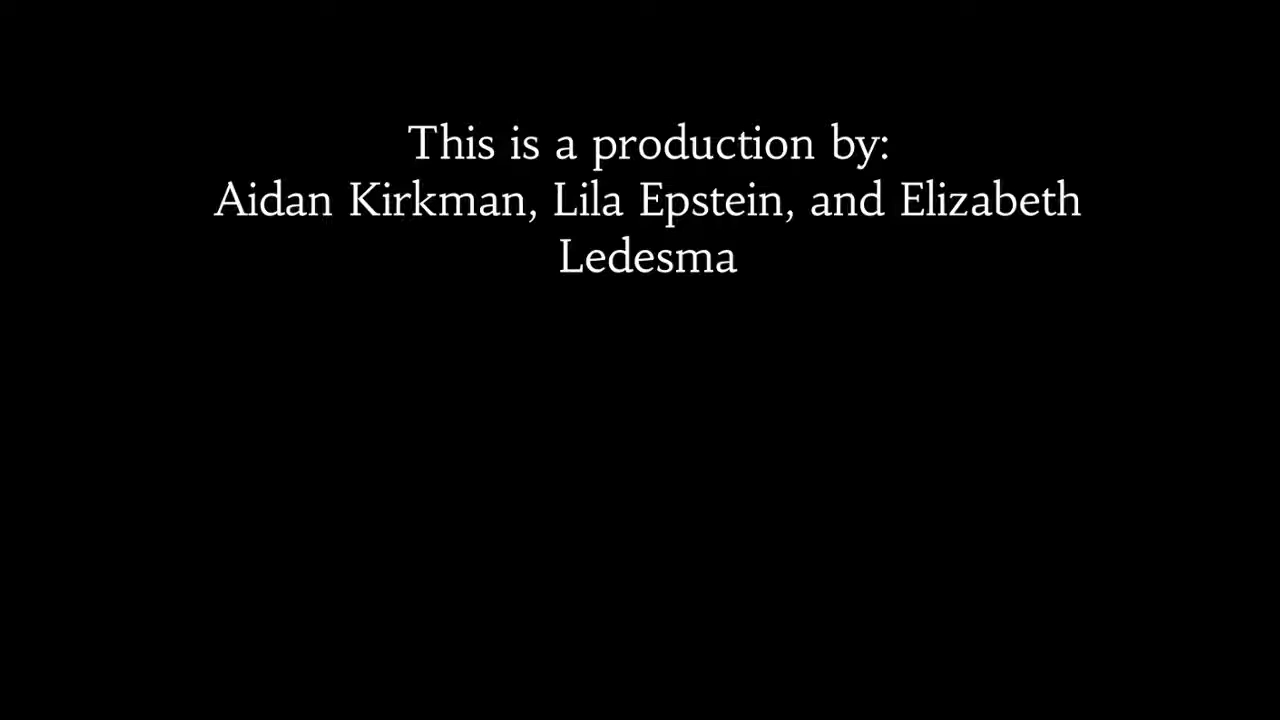 This is a production by:
Aidan Kirkman, Lila Epstein, and Elizabeth
Ledesma